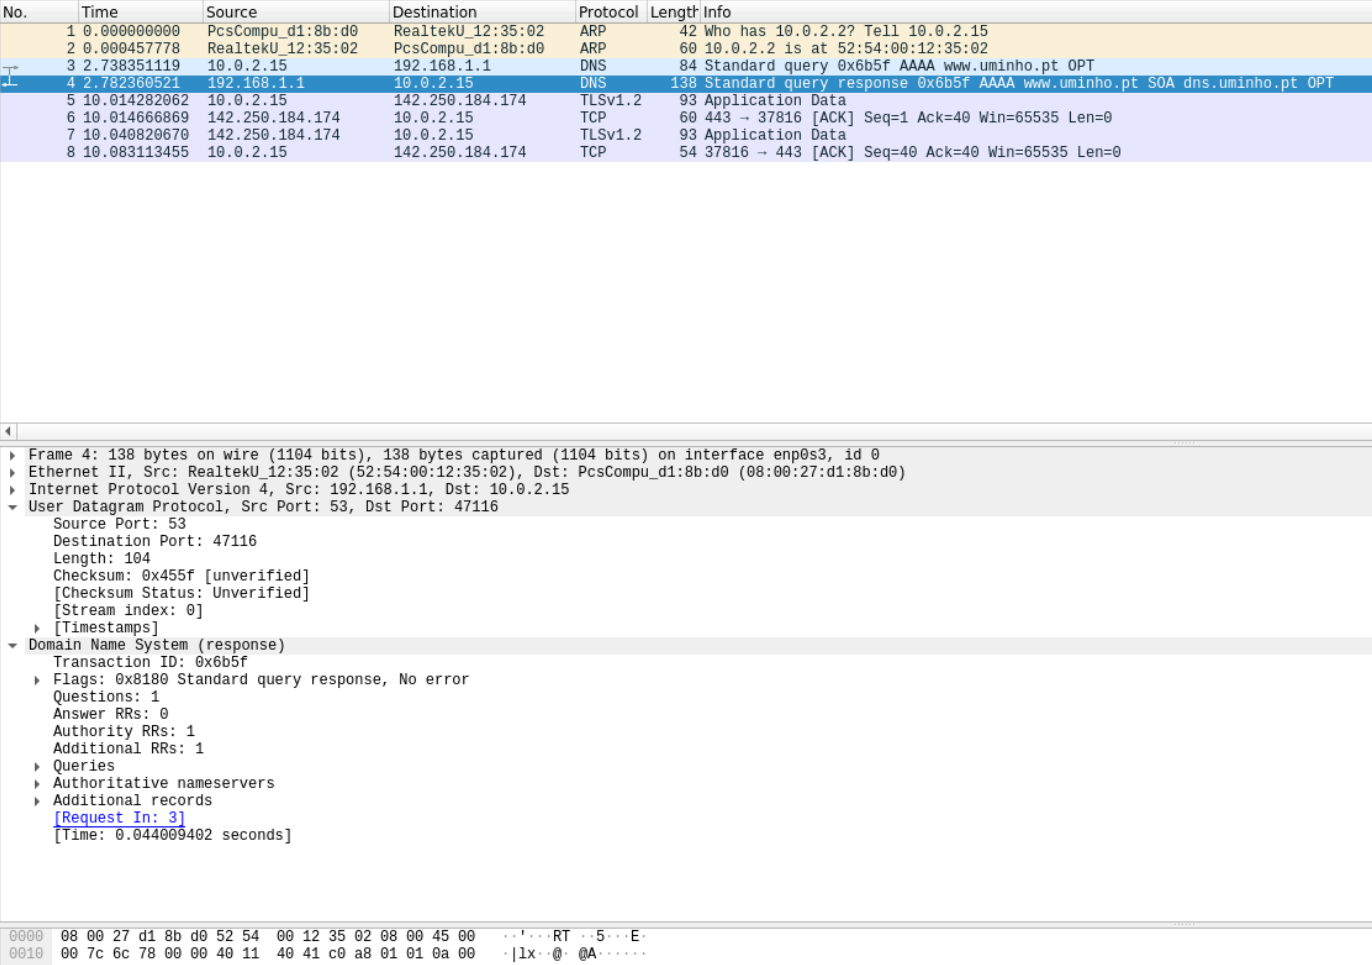 No. Time Source Destination Protocol Length Info
1 0.000000000 PcsCompu_d1:8b:d0 RealtekU_12:35:02 ARP 42 Who has 10.0.2.2? Tell 10.0.2.15
2 0.000457778 RealtekU_12:35:02 PcsCompu_d1:8b:d0 ARP 60 10.0.2.2 is at 52:54:00:12:35:02
3 2.738351119 10.0.2.15 192.168.1.1 DNS 84 Standard query 0x6b5f AAAA www.uminho.pt OPT
4 2.782360521 192.168.1.1 10.0.2.15 DNS 138 Standard query response 0x6b5f AAAA www.uminho.pt SOA dns.uminho.pt OPT
5 10.014282062 10.0.2.15 142.250.184.174 TLSv1.2 93 Application Data
6 10.014666869 142.250.184.174 10.0.2.15 TCP 60 443 → 37816 [ACK] Seq=1 Ack=40 Win=65535 Len=0
7 10.040820670 142.250.184.174 10.0.2.15 TLSv1.2 93 Application Data
8 10.083113455 10.0.2.15 142.250.184.174 TCP 54 37816 → 443 [ACK] Seq=40 Ack=40 Win=65535 Len=0
Frame 4: 138 bytes on wire (1104 bits), 138 bytes captured (1104 bits) on interface enp0s3, id 0
Ethernet II, Src: RealtekU_12:35:02 (52:54:00:12:35:02), Dst: PcsCompu_d1:8b:d0 (08:00:27:d1:8b:d0)
Internet Protocol Version 4, Src: 192.168.1.1, Dst: 10.0.2.15
User Datagram Protocol, Src Port: 53, Dst Port: 47116
Source Port: 53
Destination Port: 47116
Length: 104
Checksum: 0x455f [unverified]
[Checksum Status: Unverified]
[Stream index: 0]
[Timestamps]
Domain Name System (response)
Transaction ID: 0x6b5f
Flags: 0x8180 Standard query response, No error
Questions: 1
Answer RRs: 0
Authority RRs: 1
Additional RRs: 1
Queries
Authoritative nameservers
Additional records
[Request In: 3]
[Time: 0.044009402 seconds]
0000 08 00 27 d1 8b d0 52 54 00 12 35 02 08 00 45 00 ··'···RT ··5···E·
0010 00 7c 6c 78 00 00 40 11 40 41 c0 a8 01 01 0a 00 ·|lx··@· @A······